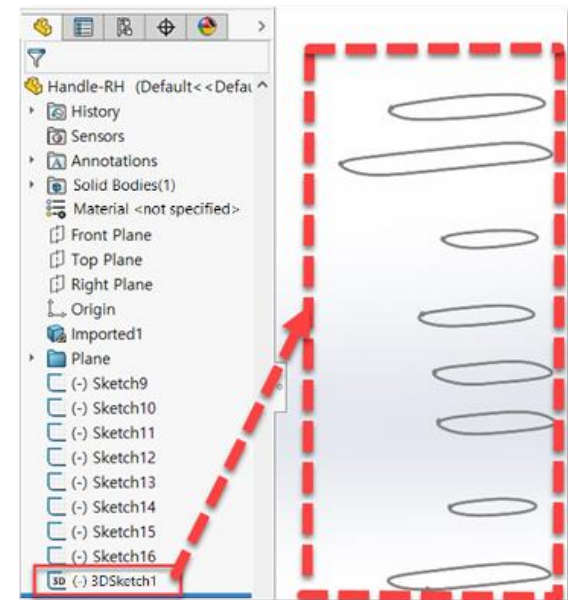 Handle-RH (Default<<Defau
History
Sensors
Annotations
Solid Bodies(1)
Material <not specified>
Front Plane
Top Plane
Right Plane
Origin
Imported1
Plane
(-) Sketch9
(-) Sketch10
(-) Sketch11
(-) Sketch12
(-) Sketch13
(-) Sketch14
(-) Sketch15
(-) Sketch16
3D (-) 3DSketch1